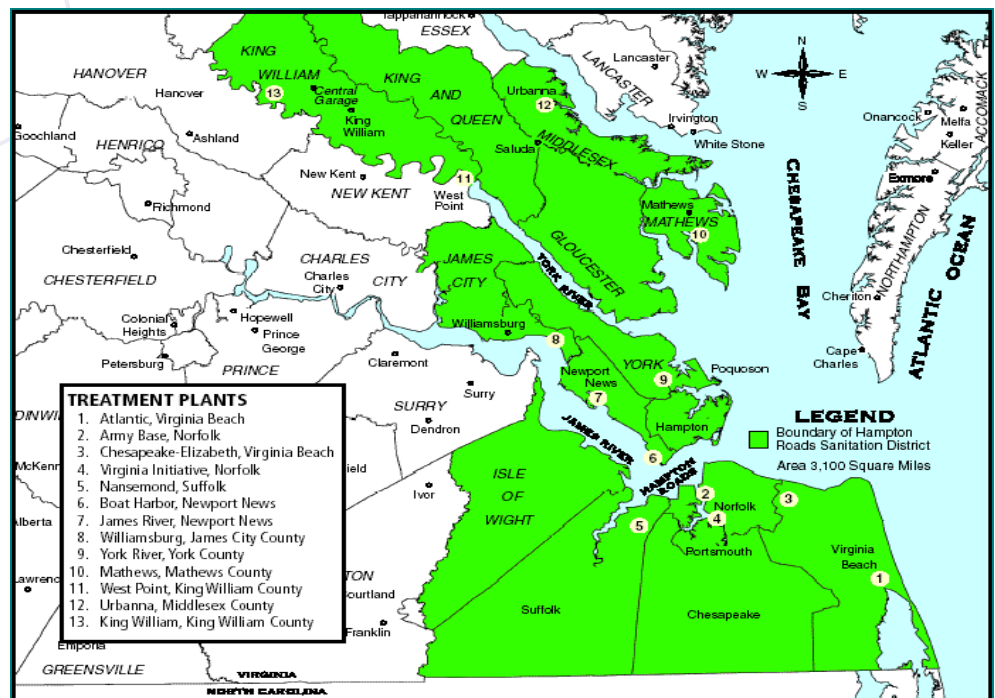 Tappahannock
ESSEX
KING
WILLIAM
13
Central
Garage
King
William
KING
AND
QUEEN
Urbanna
12
LANCASTER
Lancaster
Irvington
White Stone
N
W
E
S
Onancock
Melfa
Keller
ACCOMACK
Exmore
HANOVER
Hanover
Goochland
Ashland
HENRICO
Richmond
New Kent
NEW KENT
11
West
Point
Saluda
MIDDLESEX
Mathews
MATHEWS
10
CHESAPEAKE BAY
NORTHAMPTON
ATLANTIC OCEAN
Cheriton
Cape
Charles
Chesterfield
CHESTERFIELD
CHARLES
CITY
Charles
City
JAMES
CITY
GLOUCESTER
YORK RIVER
Colonial
Heights
Hopewell
Prince
George
Petersburg
PRINCE
Claremont
Williamsburg
8
YORK
9
Poquoson
Newport
News
7
Hampton
6
JAMES RIVER
HAMPTON
ROADS
Surry
SURRY
Dendron
Ivor
ISLE
OF
WIGHT
2
Norfolk
3
4
5
Portsmouth
Virginia
Beach
1
Suffolk
Chesapeake
LEGEND
Boundary of Hampton
Roads Sanitation District
Area 3,100 Square Miles
TREATMENT PLANTS
1. Atlantic, Virginia Beach
2. Army Base, Norfolk
3. Chesapeake-Elizabeth, Virginia Beach
4. Virginia Initiative, Norfolk
5. Nansemond, Suffolk
6. Boat Harbor, Newport News
7. James River, Newport News
8. Williamsburg, James City County
9. York River, York County
10. Mathews, Mathews County
11. West Point, King William County
12. Urbanna, Middlesex County
13. King William, King William County
DINWI
McKenn
field
Alberta
Lawrenc
TON
Courtland
Franklin
Emporia
GREENSVILLE
VIRGINIA
NORTH CAROLINA